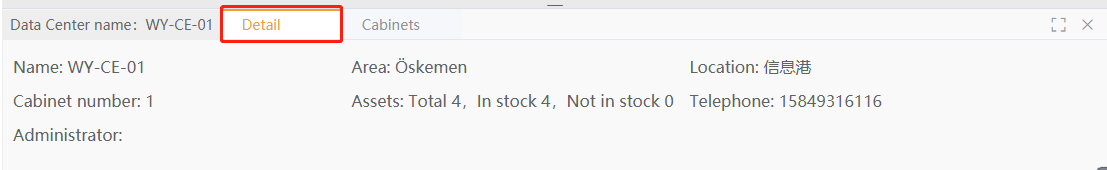 Data Center name：WY-CE-01 Detail Cabinets
Name: WY-CE-01 Area: Öskemen Location: 信息港
Cabinet number: 1 Assets: Total 4，In stock 4，Not in stock 0 Telephone: 15849316116
Administrator: